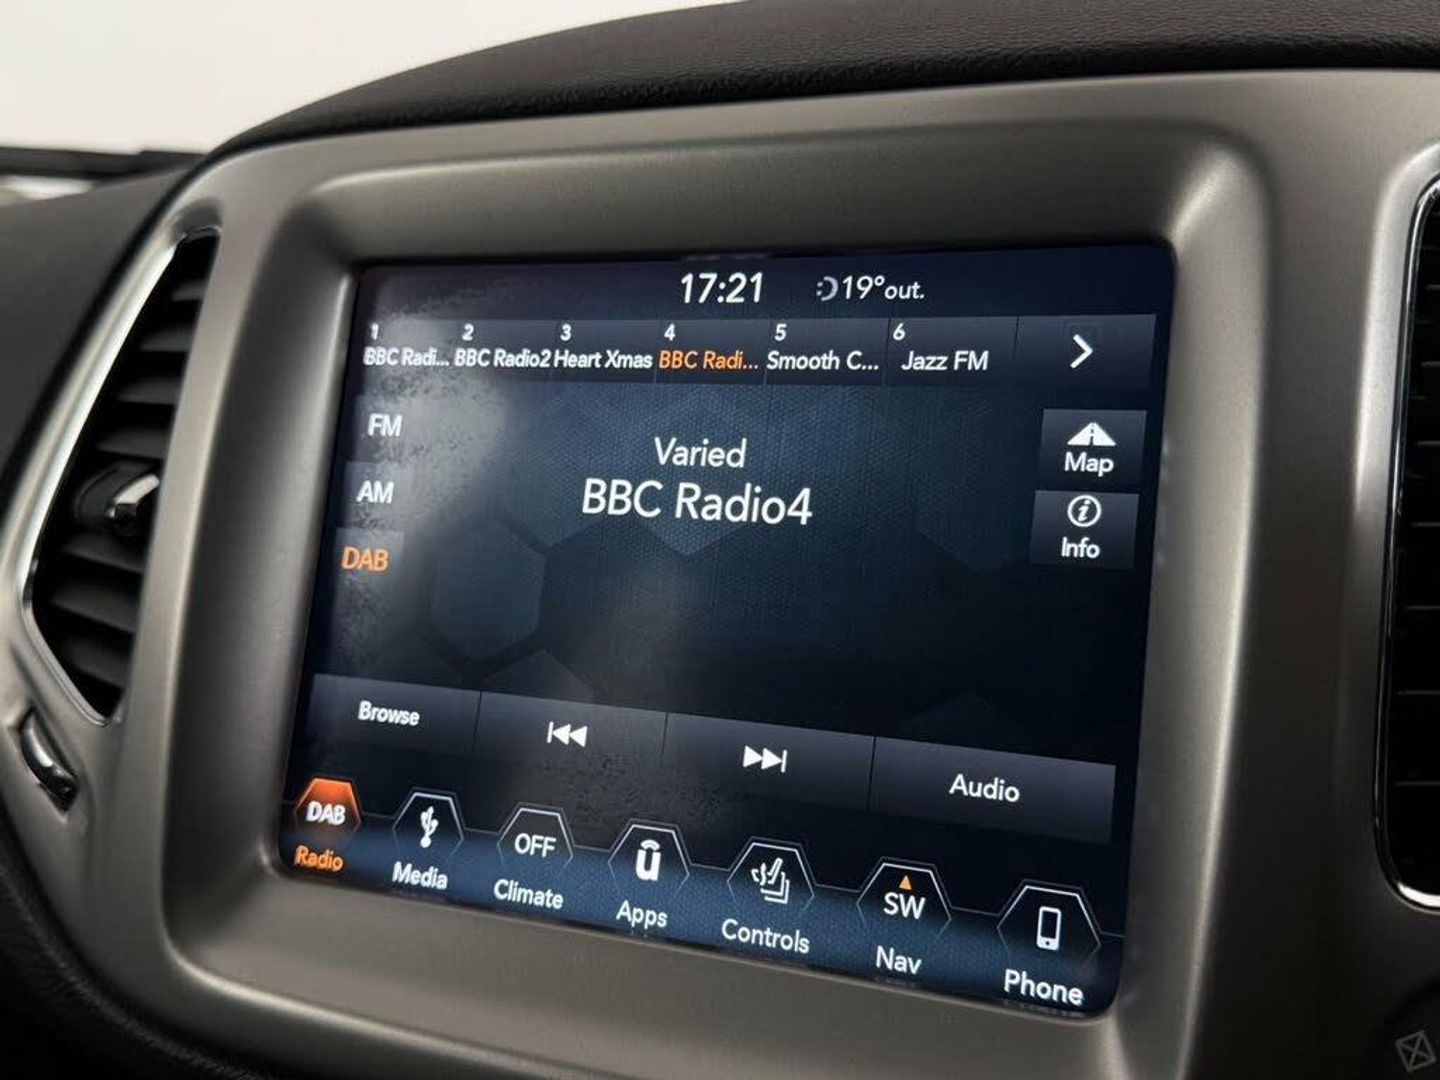 17:21 19°out.
1 2 3 4 5 6
BBC Radi... BBC Radio2 Heart Xmas BBC Radi... Smooth C... Jazz FM
FM
AM
DAB
Varied
BBC Radio4
Map
Info
Browse
Audio
DAB
Radio
Media
OFF
Climate
Apps
Controls
SW
Nav
Phone